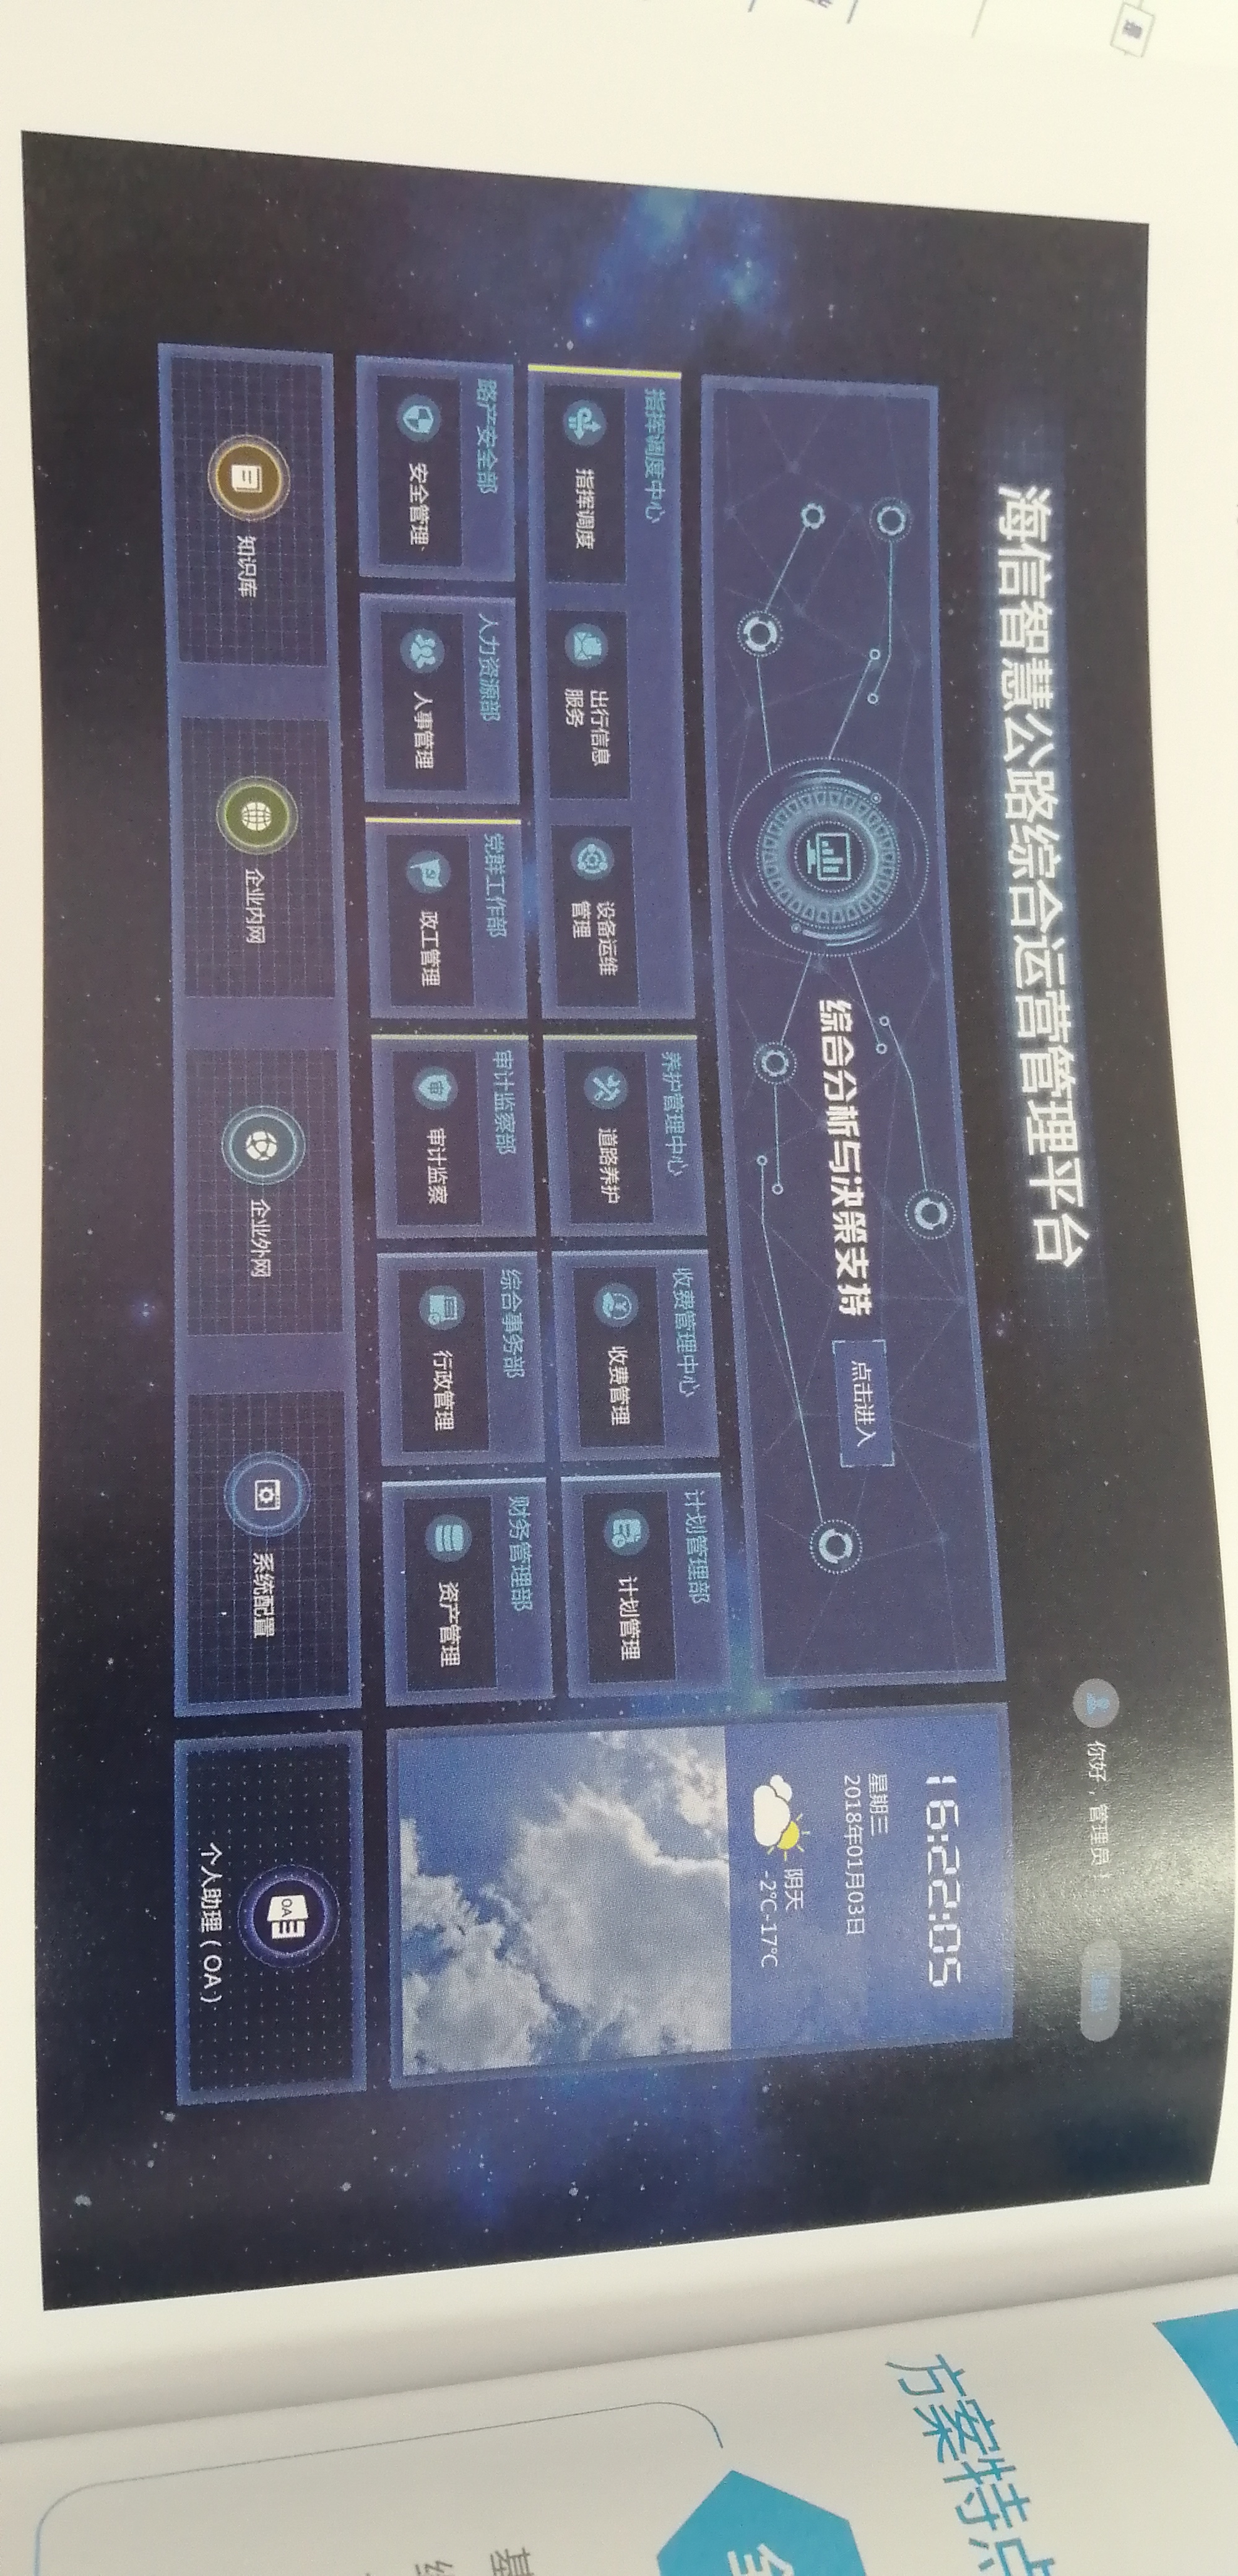 海信智慧公路综合运营管理平台
你好，管理员！
综合分析与决策支持
点击进入
16:22:05
2018年01月03日
星期三
阴天
-2℃-17℃
指挥调度中心
指挥调度
出行信息
服务
设备运维
管理
养护管理中心
道路养护
收费管理中心
收费管理
计划管理部
计划管理
路产安全部
安全管理
人力资源部
人事管理
党群工作部
政工管理
审计监察部
审计监察
综合事务部
行政管理
财务管理部
资产管理
知识库
企业内网
企业外网
系统配置
OA
个人助理（OA）
方案特点
全
基